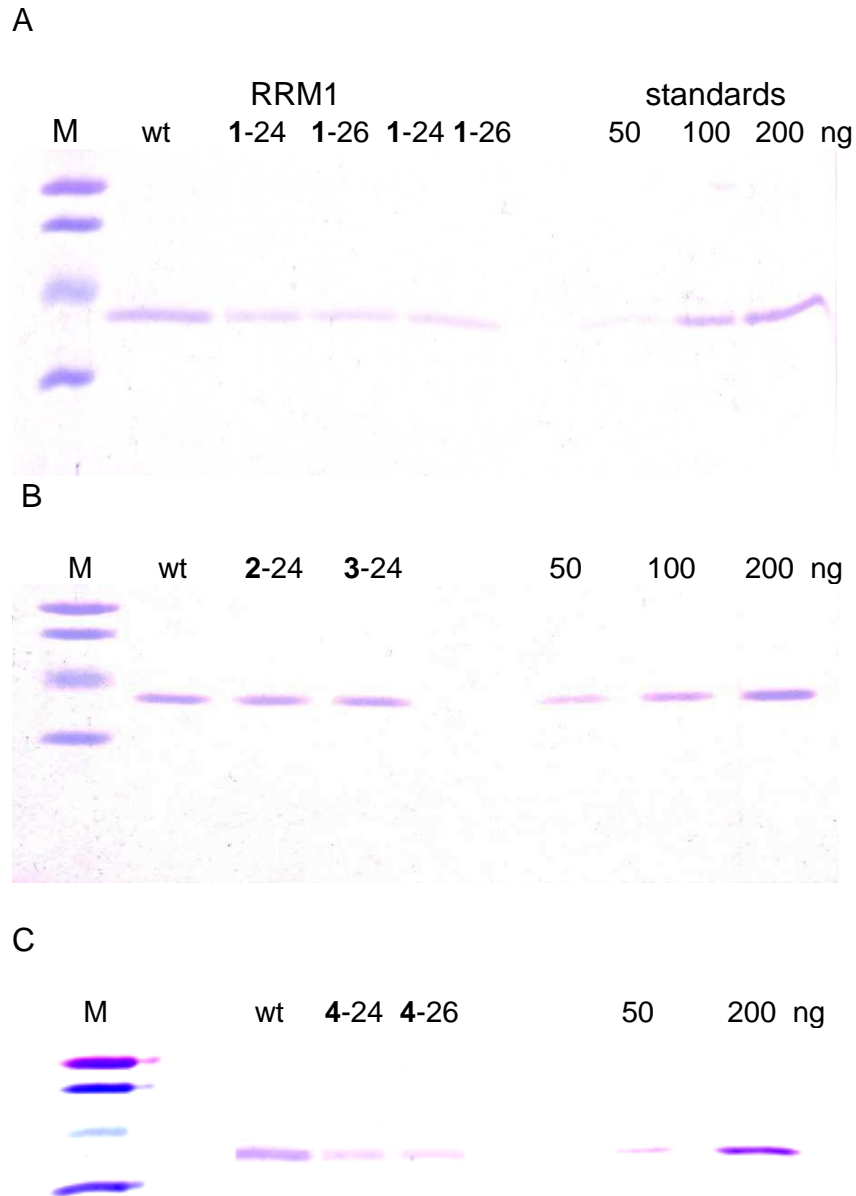 A
RRM1 standards
M wt 1-24 1-26 1-24 1-26 50 100 200 ng
B
M wt 2-24 3-24 50 100 200 ng
C
M wt 4-24 4-26 50 200 ng